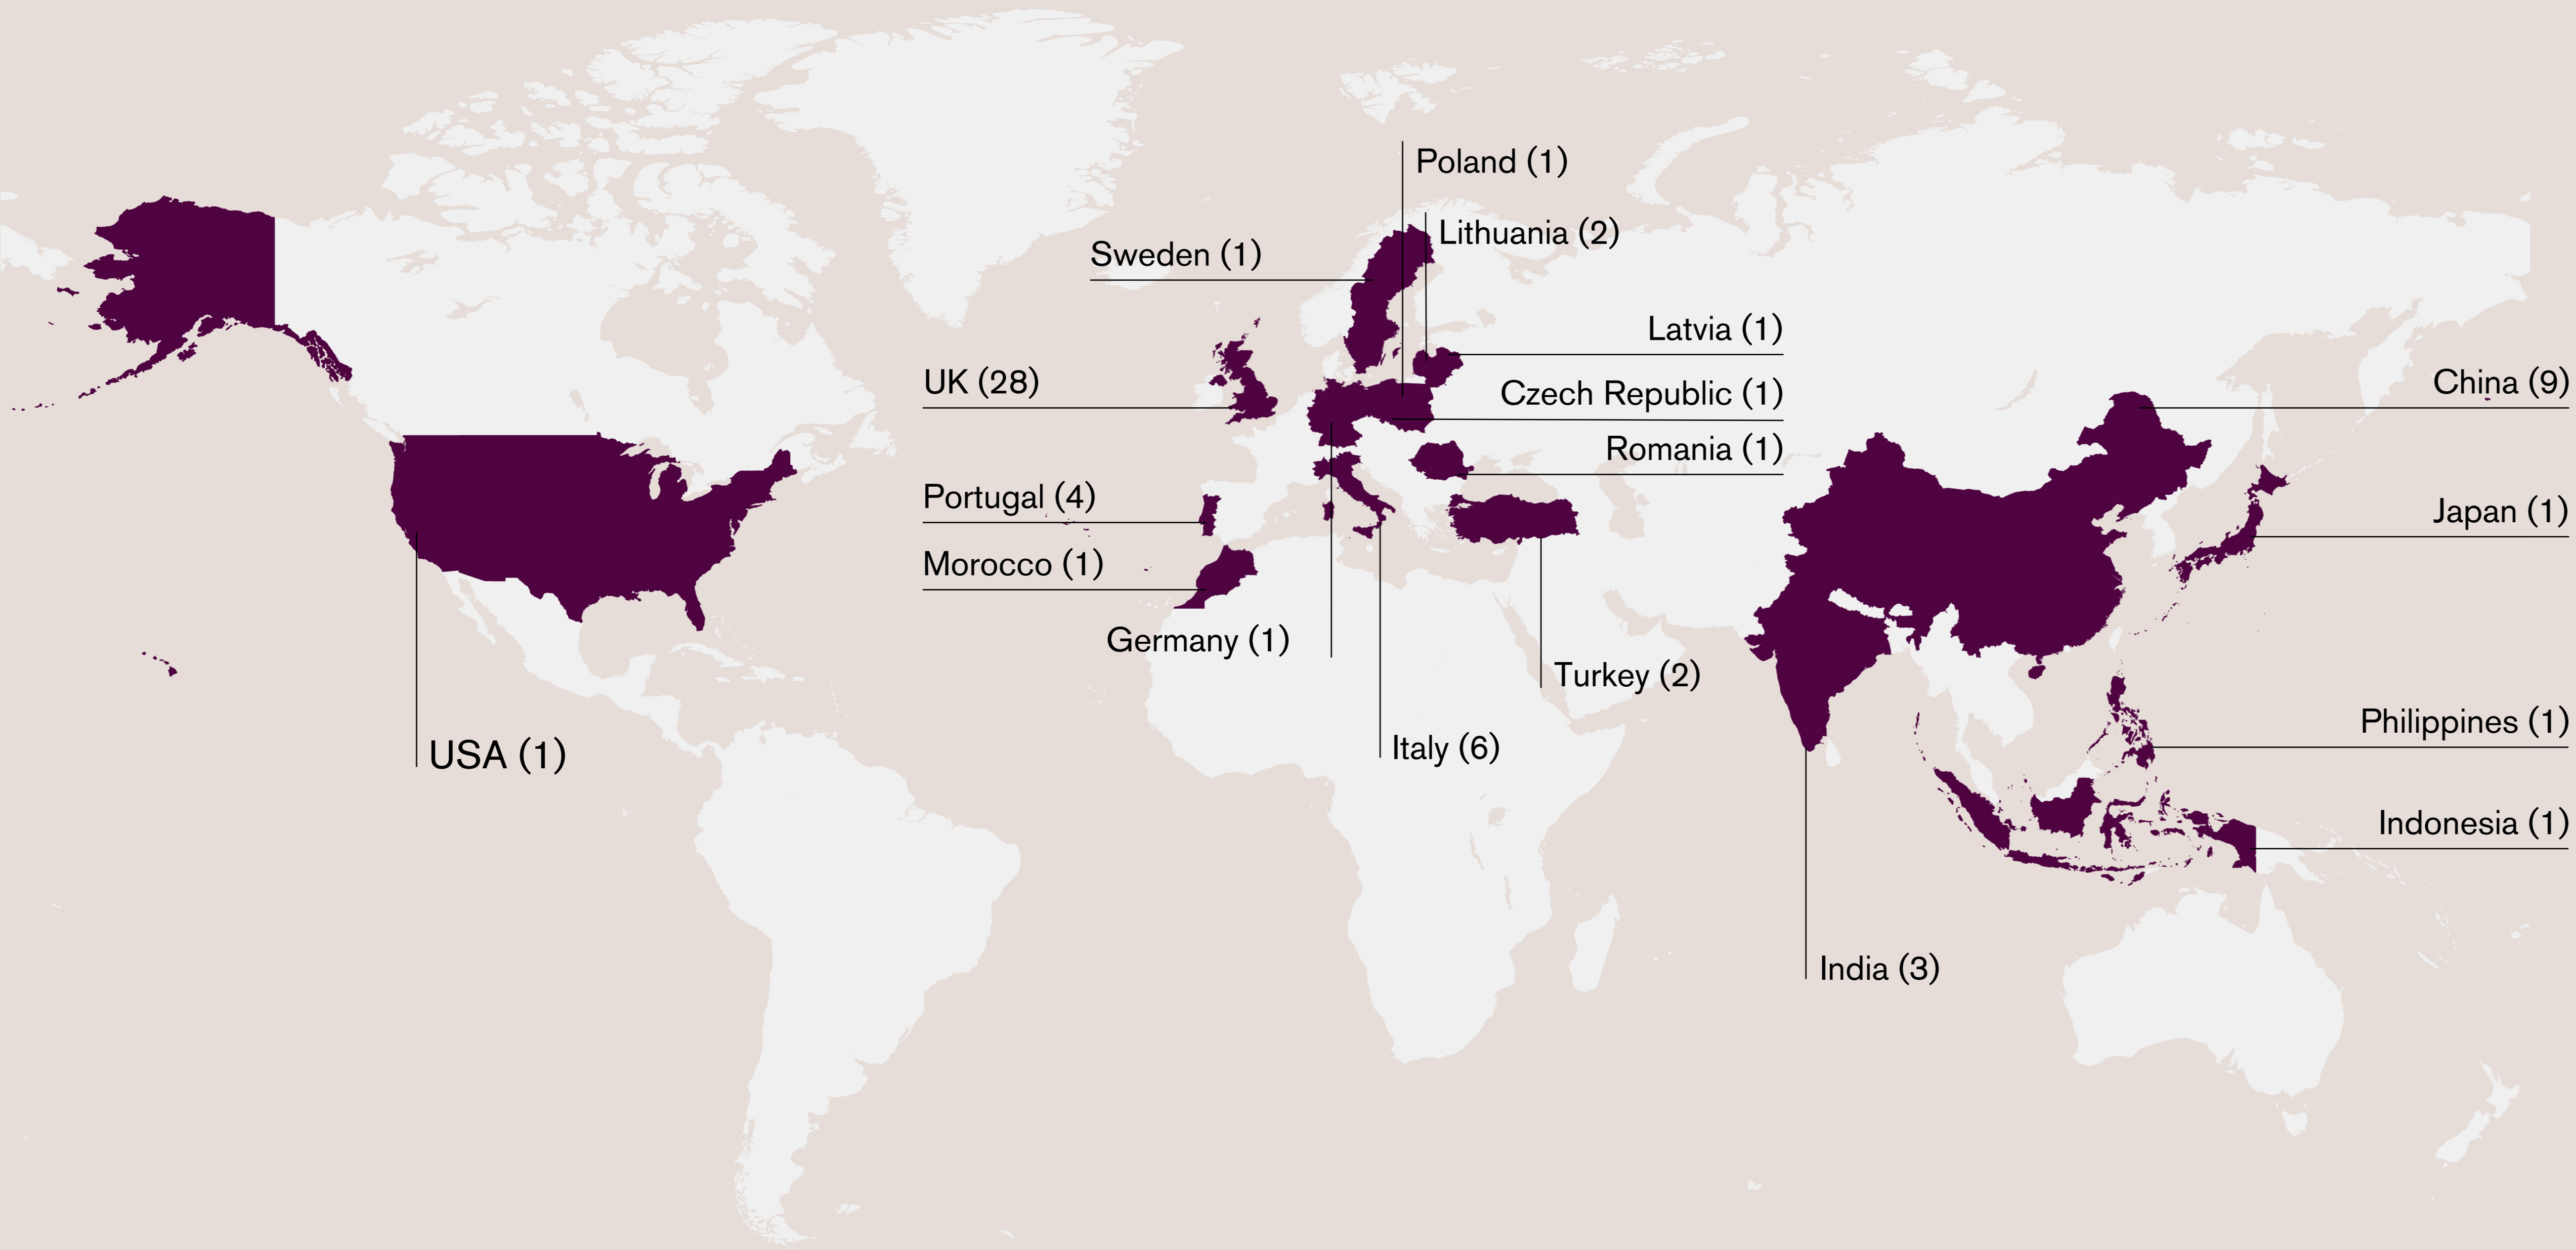 Poland (1)
Lithuania (2)
Sweden (1)
Latvia (1)
UK (28)
Czech Republic (1)
China (9)
Romania (1)
Portugal (4)
Japan (1)
Morocco (1)
Germany (1)
Turkey (2)
Philippines (1)
USA (1)
Italy (6)
Indonesia (1)
India (3)